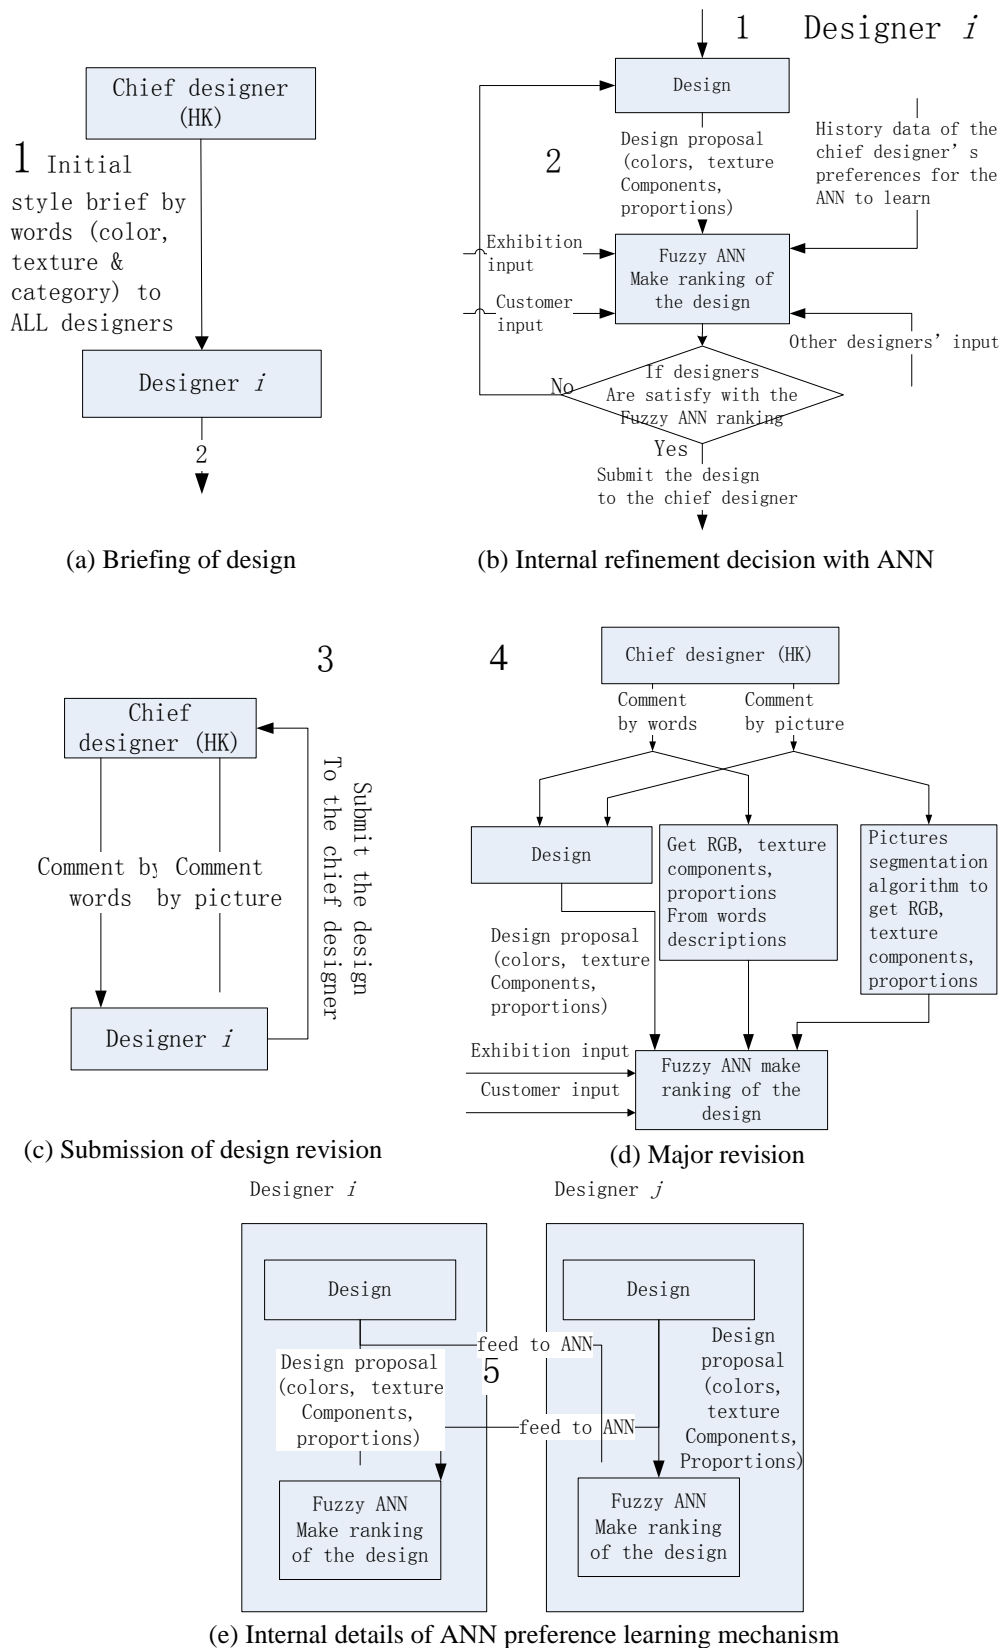 Chief designer
(HK)
1 Initial
style brief by
words (color,
texture &
category) to
ALL designers
Designer i
2
(a) Briefing of design
1 Designer i
Design
2
Design proposal
(colors, texture
Components,
proportions)
History data of the
chief designer's
preferences for the
ANN to learn
Exhibition
input
Fuzzy ANN
Make ranking of
the design
Customer
input
Other designers' input
If designers
Are satisfy with the
Fuzzy ANN ranking
No
Yes
Submit the design
to the chief designer
(b) Internal refinement decision with ANN
3
Chief
designer (HK)
Comment by
words
Comment
by picture
Submit the design
To the chief designer
Designer i
(c) Submission of design revision
4
Chief designer (HK)
Comment
by words
Comment
by picture
Design
Get RGB, texture
components,
proportions
From words
descriptions
Pictures
segmentation
algorithm to
get RGB,
texture
components,
proportions
Design proposal
(colors, texture
Components,
proportions)
Exhibition input
Customer input
Fuzzy ANN make
ranking of the
design
(d) Major revision
Designer i
Designer j
Design
Design
feed to ANN
5
Design proposal
(colors, texture
Components,
proportions)
Design
proposal
(colors,
texture
Components,
Proportions)
feed to ANN
Fuzzy ANN
Make ranking
of the design
Fuzzy ANN
Make ranking
of the design
(e) Internal details of ANN preference learning mechanism